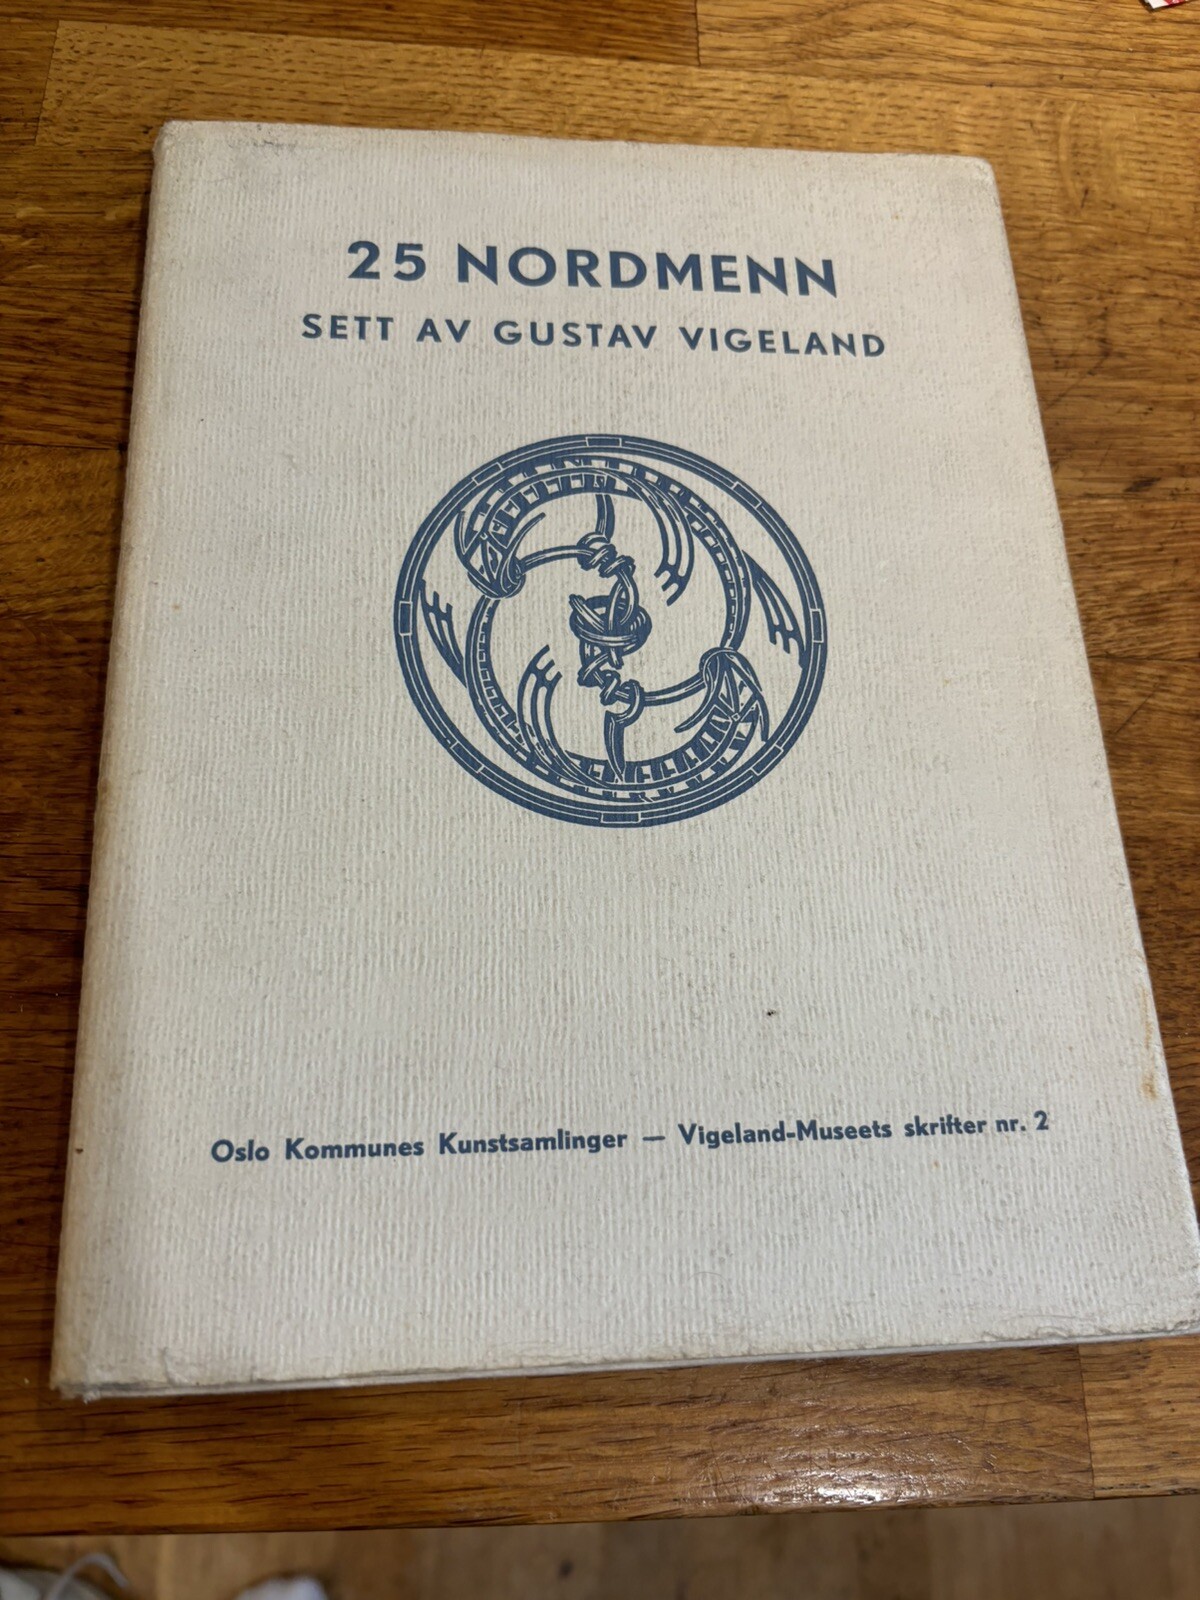 25 NORDMENN
SETT AV GUSTAV VIGELAND
Oslo Kommunes Kunstsamlinger — Vigeland-Museets skrifter nr. 2